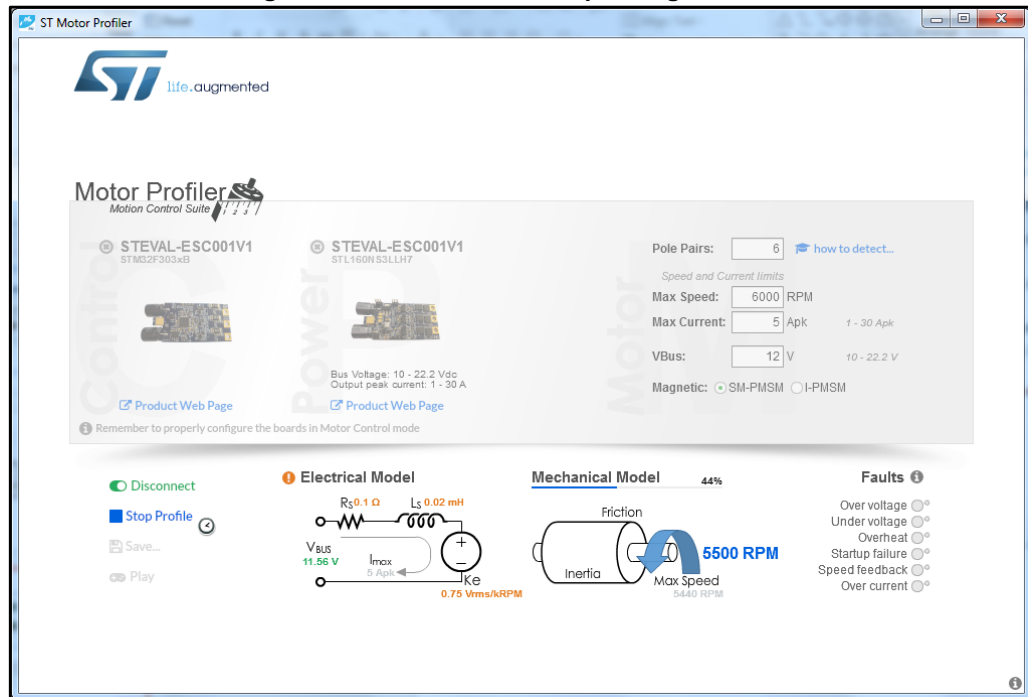 ST Motor Profiler
life.augmented
Motor Profiler
Motion Control Suite
1 2 3
Control
Power
Motor
STEVAL-ESC001V1
STM32F303xB
Product Web Page
STEVAL-ESC001V1
STL160NS3LLH7
Bus Voltage: 10 - 22.2 Vdc
Output peak current: 1 - 30 A
Product Web Page
Pole Pairs: 6 how to detect...
Speed and Current limits
Max Speed: 6000 RPM
Max Current: 5 Apk 1 - 30 Apk
VBus: 12 V 10 - 22.2 V
Magnetic: SM-PMSM I-PMSM
Remember to properly configure the boards in Motor Control mode
Disconnect
Stop Profile
Save...
Play
Electrical Model
Rs 0.1 Ω Ls 0.02 mH
VBUS
11.56 V
Imax
5 Apk
Ke
0.75 Vrms/kRPM
Mechanical Model 44%
Friction
Inertia
5500 RPM
Max Speed
5440 RPM
Faults
Over voltage
Under voltage
Overheat
Startup failure
Speed feedback
Over current